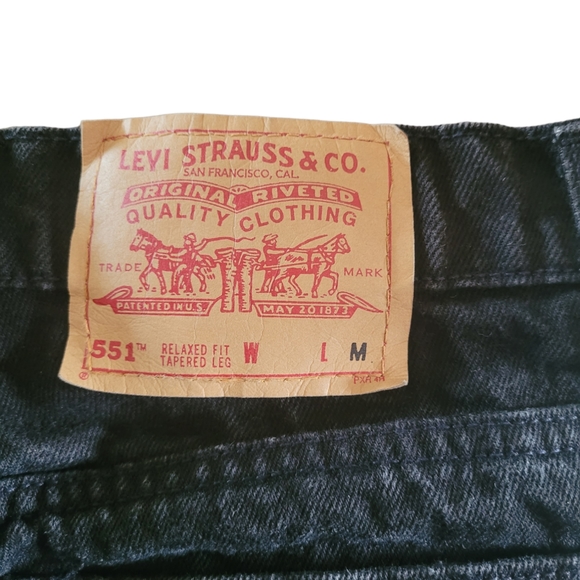 LEVI STRAUSS & CO.
SAN FRANCISCO, CAL.
ORIGINAL RIVETED
QUALITY CLOTHING
TRADE MARK
PATENTED IN U.S. MAY 20 1873
551™ RELAXED FIT W L M
TAPERED LEG
®